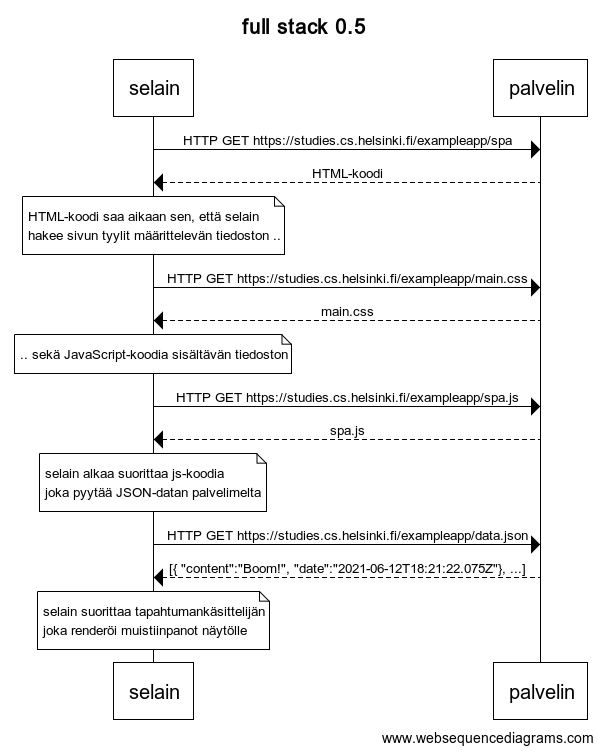 full stack 0.5
selain
palvelin
HTTP GET https://studies.cs.helsinki.fi/exampleapp/spa
HTML-koodi
HTML-koodi saa aikaan sen, että selain
hakee sivun tyylit määrittelevän tiedoston ..
HTTP GET https://studies.cs.helsinki.fi/exampleapp/main.css
main.css
.. sekä JavaScript-koodia sisältävän tiedoston
HTTP GET https://studies.cs.helsinki.fi/exampleapp/spa.js
spa.js
selain alkaa suorittaa js-koodia
joka pyytää JSON-datan palvelimelta
HTTP GET https://studies.cs.helsinki.fi/exampleapp/data.json
[{ "content":"Boom!", "date":"2021-06-12T18:21:22.075Z"}, ...]
selain suorittaa tapahtumankäsittelijän
joka renderöi muistiinpanot näytölle
selain
palvelin
www.websequencediagrams.com